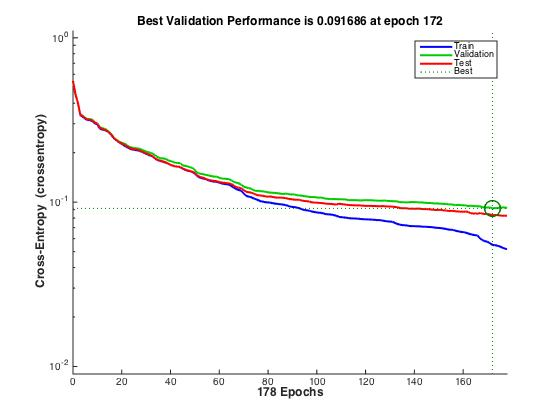 Best Validation Performance is 0.091686 at epoch 172
Train
Validation
Test
Best
10^0
10^-1
10^-2
Cross-Entropy (crossentropy)
0 20 40 60 80 100 120 140 160
178 Epochs